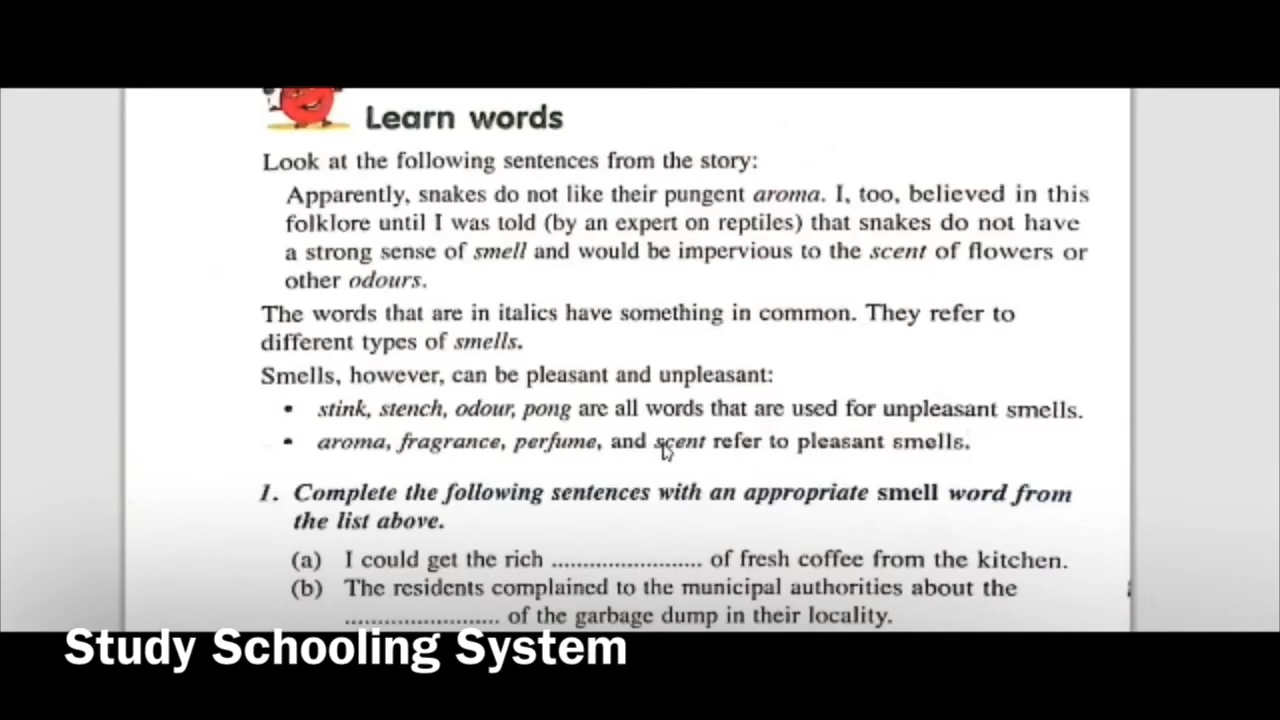 Learn words
Look at the following sentences from the story:
Apparently, snakes do not like their pungent aroma. I, too, believed in this
folklore until I was told (by an expert on reptiles) that snakes do not have
a strong sense of smell and would be impervious to the scent of flowers or
other odours.
The words that are in italics have something in common. They refer to
different types of smells.
Smells, however, can be pleasant and unpleasant:
• stink, stench, odour, pong are all words that are used for unpleasant smells.
• aroma, fragrance, perfume, and scent refer to pleasant smells.
1. Complete the following sentences with an appropriate smell word from
the list above.
(a) I could get the rich ...................... of fresh coffee from the kitchen.
(b) The residents complained to the municipal authorities about the
...................... of the garbage dump in their locality.
Study Schooling System